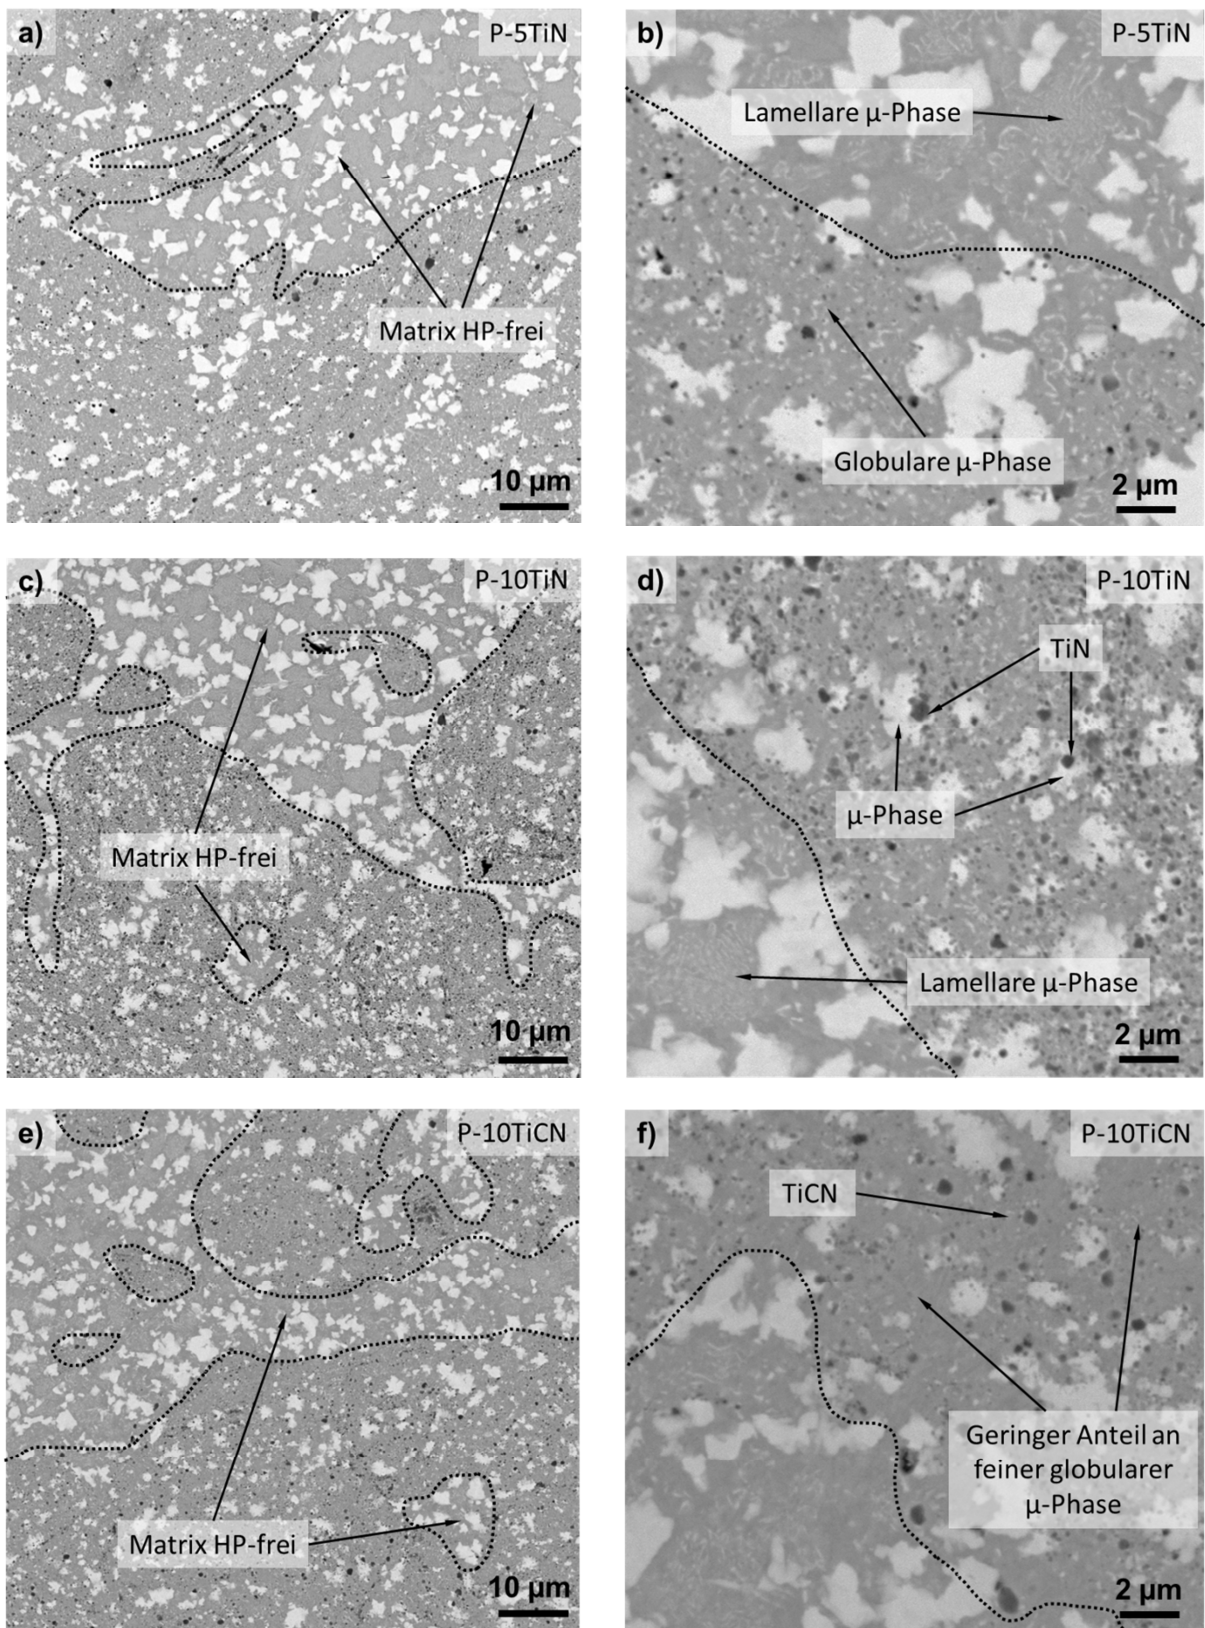 a)
P-5TiN
Matrix HP-frei
10 µm
b)
P-5TiN
Lamellare µ-Phase
Globulare µ-Phase
2 µm
c)
P-10TiN
Matrix HP-frei
10 µm
d)
P-10TiN
TiN
µ-Phase
Lamellare µ-Phase
2 µm
e)
P-10TiCN
Matrix HP-frei
10 µm
f)
P-10TiCN
TiCN
Geringer Anteil an
feiner globularer
µ-Phase
2 µm